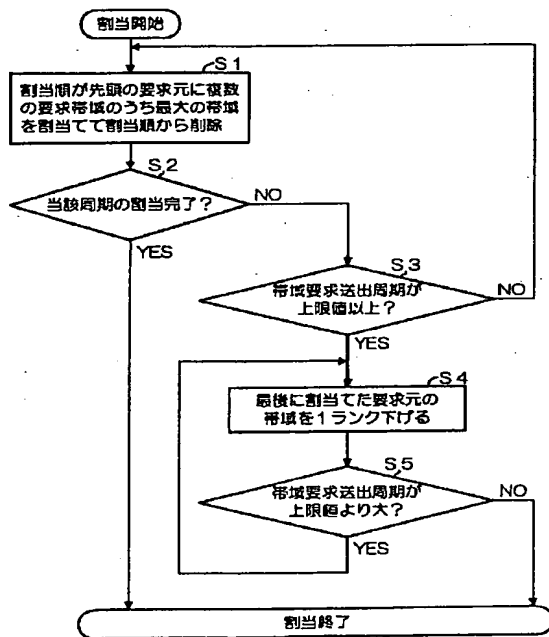 割当開始
S1
割当順が先頭の要求元に複数
の要求帯域のうち最大の帯域
を割当てて割当順から削除
S2
当該周期の割当完了?
NO
YES
S3
帯域要求送出周期が
上限値以上?
NO
YES
S4
最後に割当てた要求元の
帯域を1ランク下げる
S5
帯域要求送出周期が
上限値より大?
NO
YES
割当終了